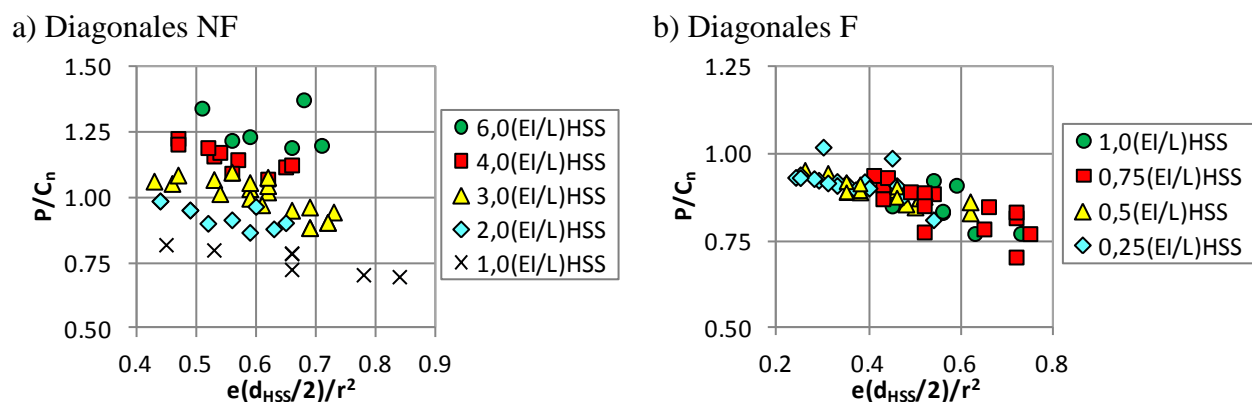 a) Diagonales NF
1.50
1.25
1.00
0.75
0.50
P/Cₙ
0.4 0.5 0.6 0.7 0.8 0.9
e(d_HSS/2)/r²
6,0(EI/L)HSS
4,0(EI/L)HSS
3,0(EI/L)HSS
2,0(EI/L)HSS
1,0(EI/L)HSS
b) Diagonales F
1.25
1.00
0.75
0.50
P/Cₙ
0.2 0.4 0.6 0.8
e(d_HSS/2)/r²
1,0(EI/L)HSS
0,75(EI/L)HSS
0,5(EI/L)HSS
0,25(EI/L)HSS